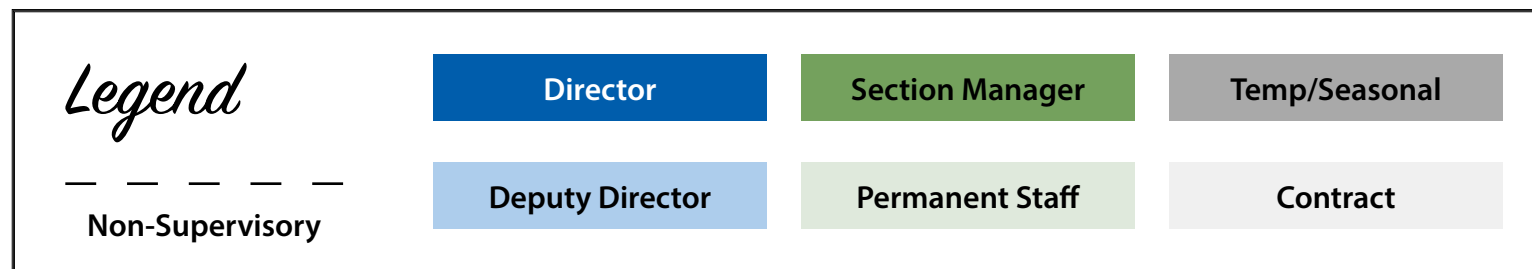 Legend
Director
Section Manager
Temp/Seasonal
Deputy Director
Permanent Staff
Contract
Non-Supervisory